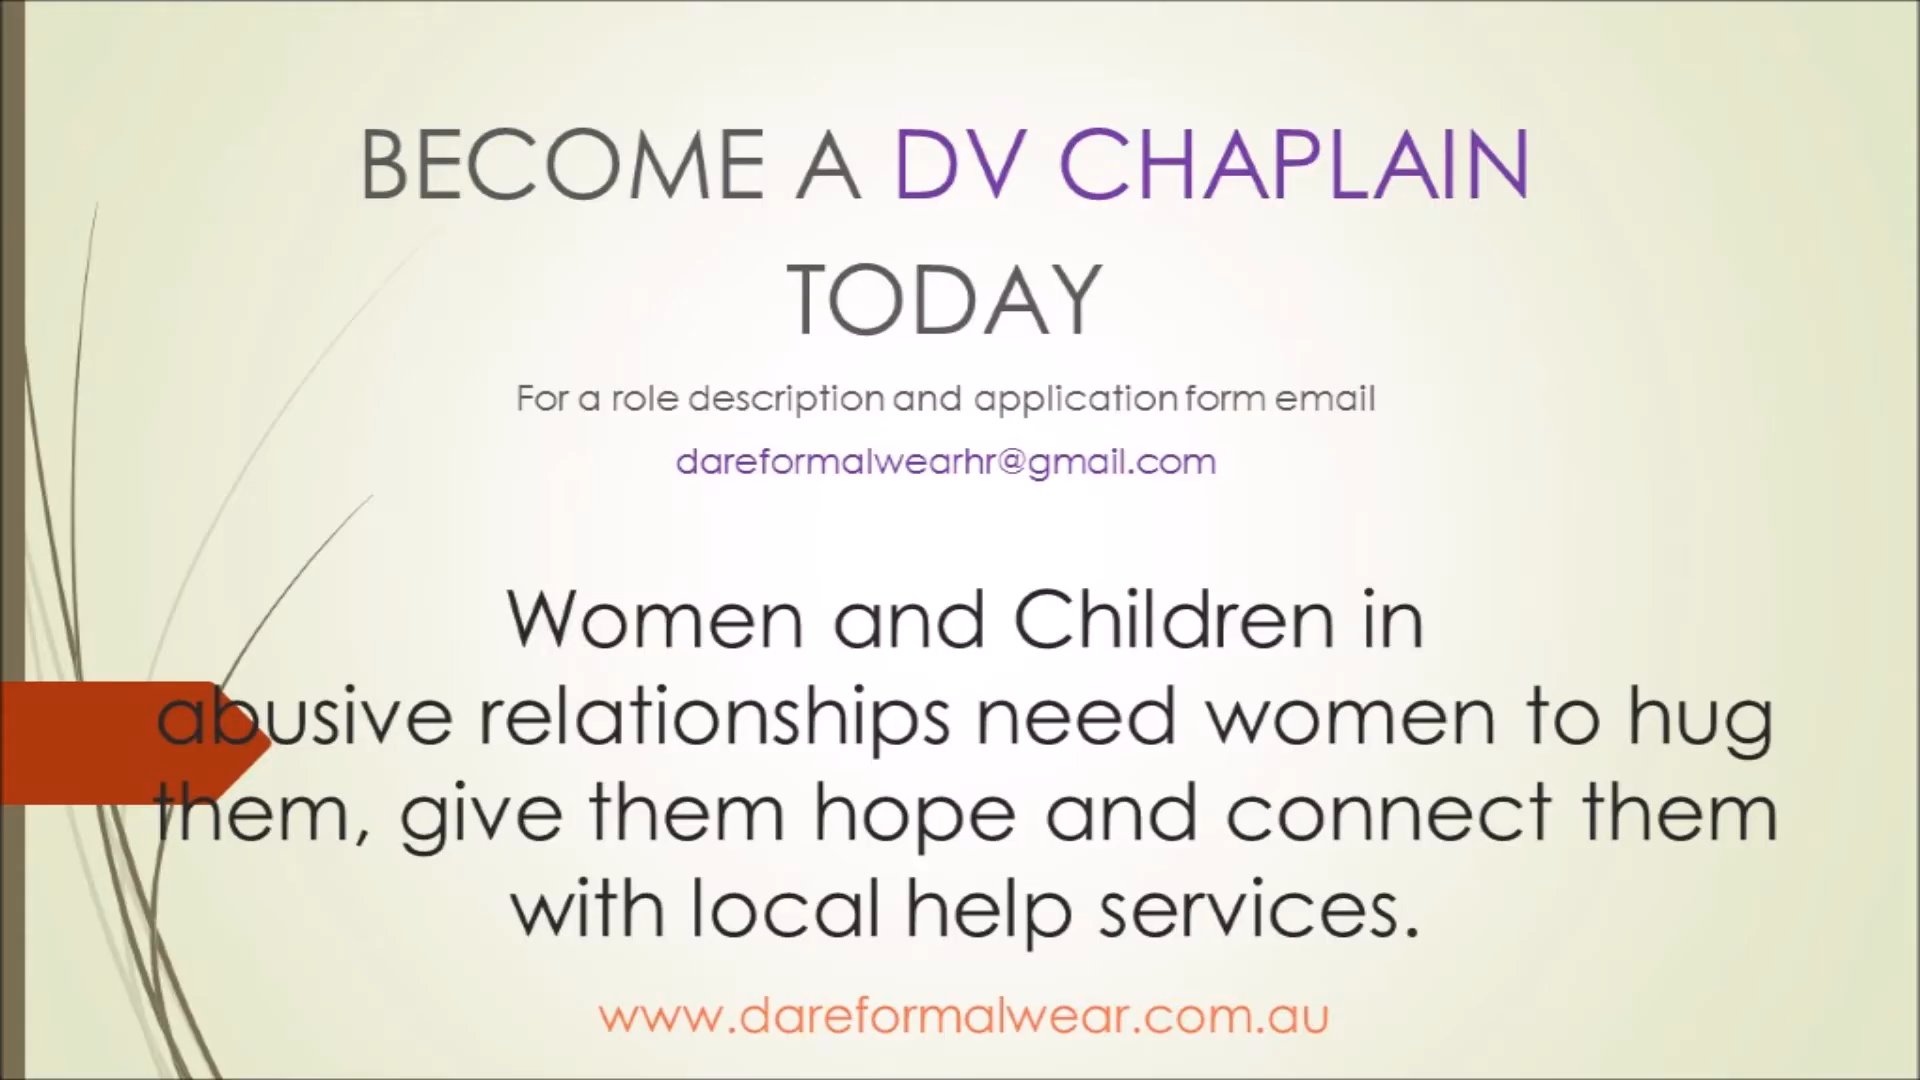 BECOME A DV CHAPLAIN
TODAY
For a role description and application form email
dareformalwearhr@gmail.com
Women and Children in
abusive relationships need women to hug
them, give them hope and connect them
with local help services.
www.dareformalwear.com.au